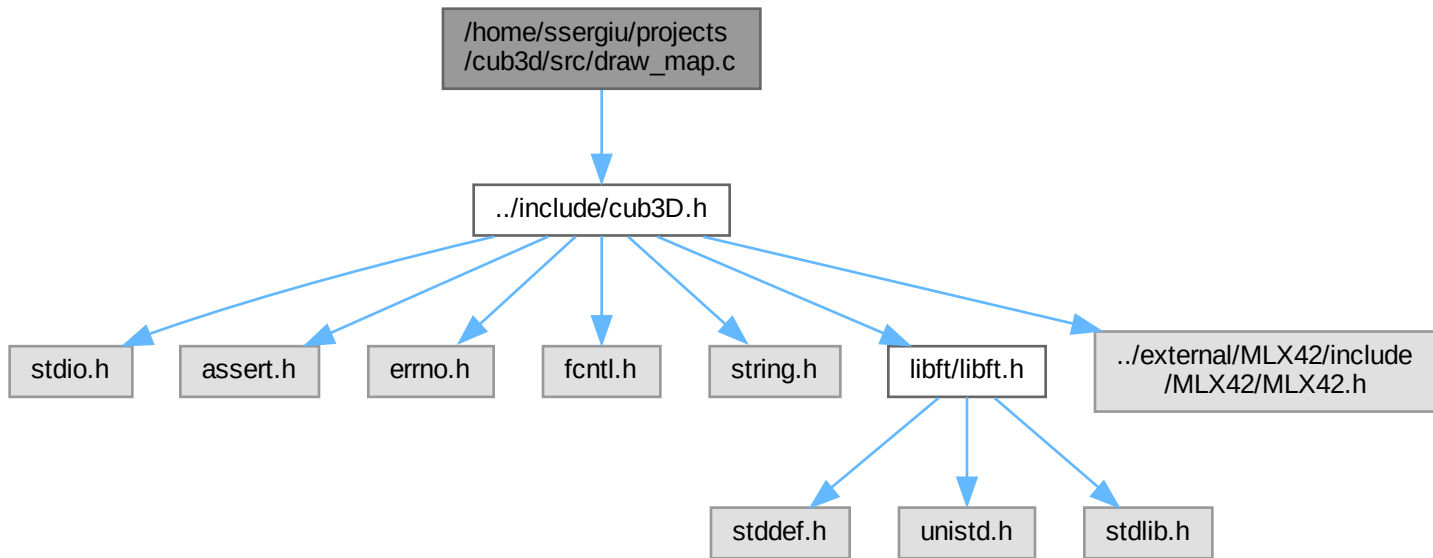 /home/ssergiu/projects
/cub3d/src/draw_map.c
../include/cub3D.h
stdio.h
assert.h
errno.h
fcntl.h
string.h
libft/libft.h
../external/MLX42/include
/MLX42/MLX42.h
stddef.h
unistd.h
stdlib.h